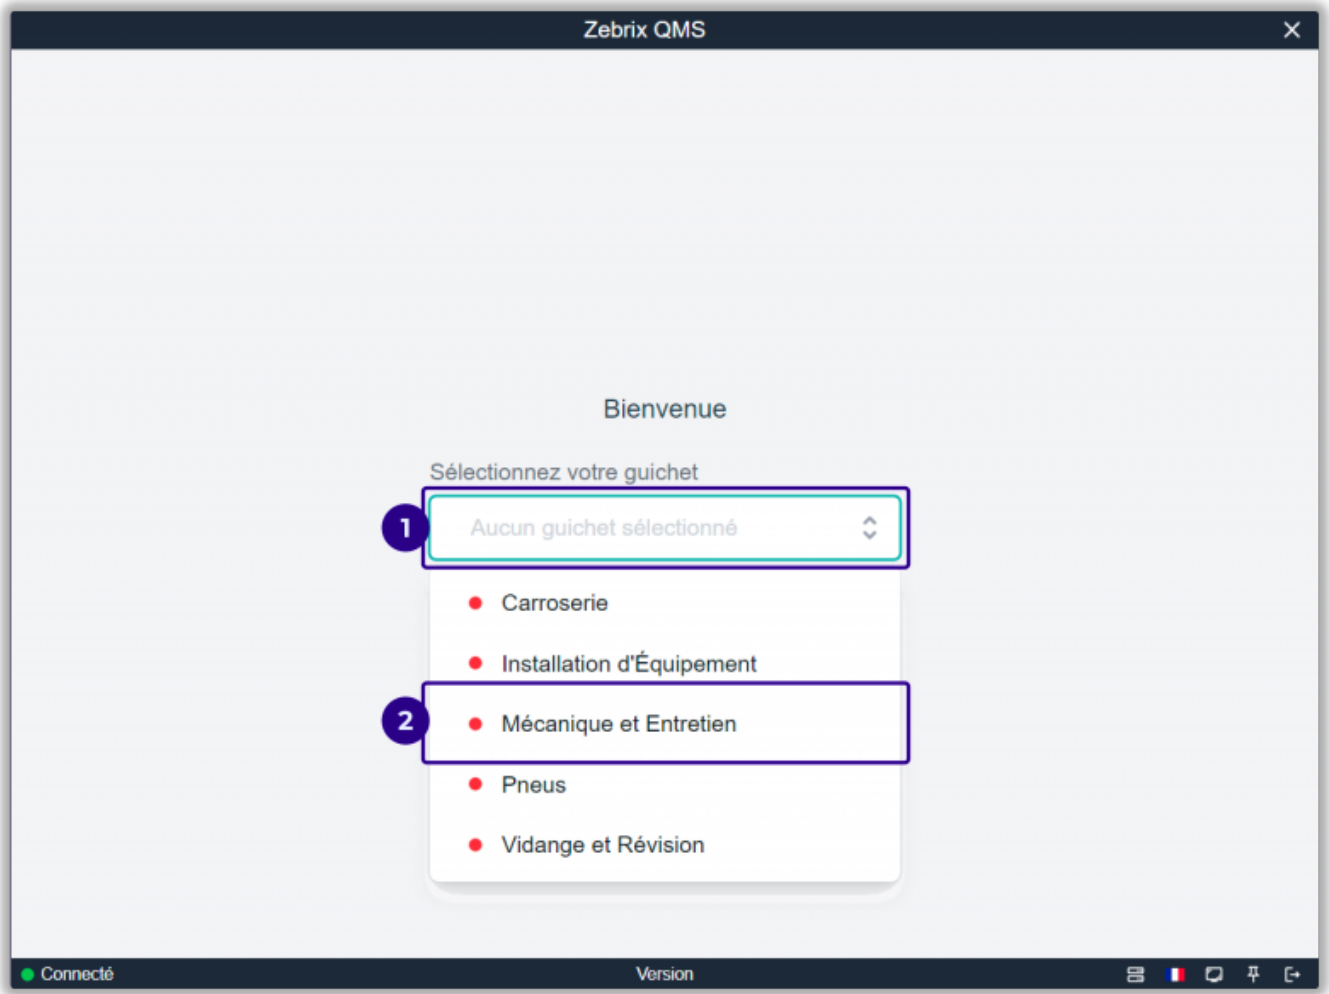 Zebrix QMS
Bienvenue
Sélectionnez votre guichet
1
Aucun guichet sélectionné
Carroserie
Installation d'Équipement
2
Mécanique et Entretien
Pneus
Vidange et Révision
Connecté
Version